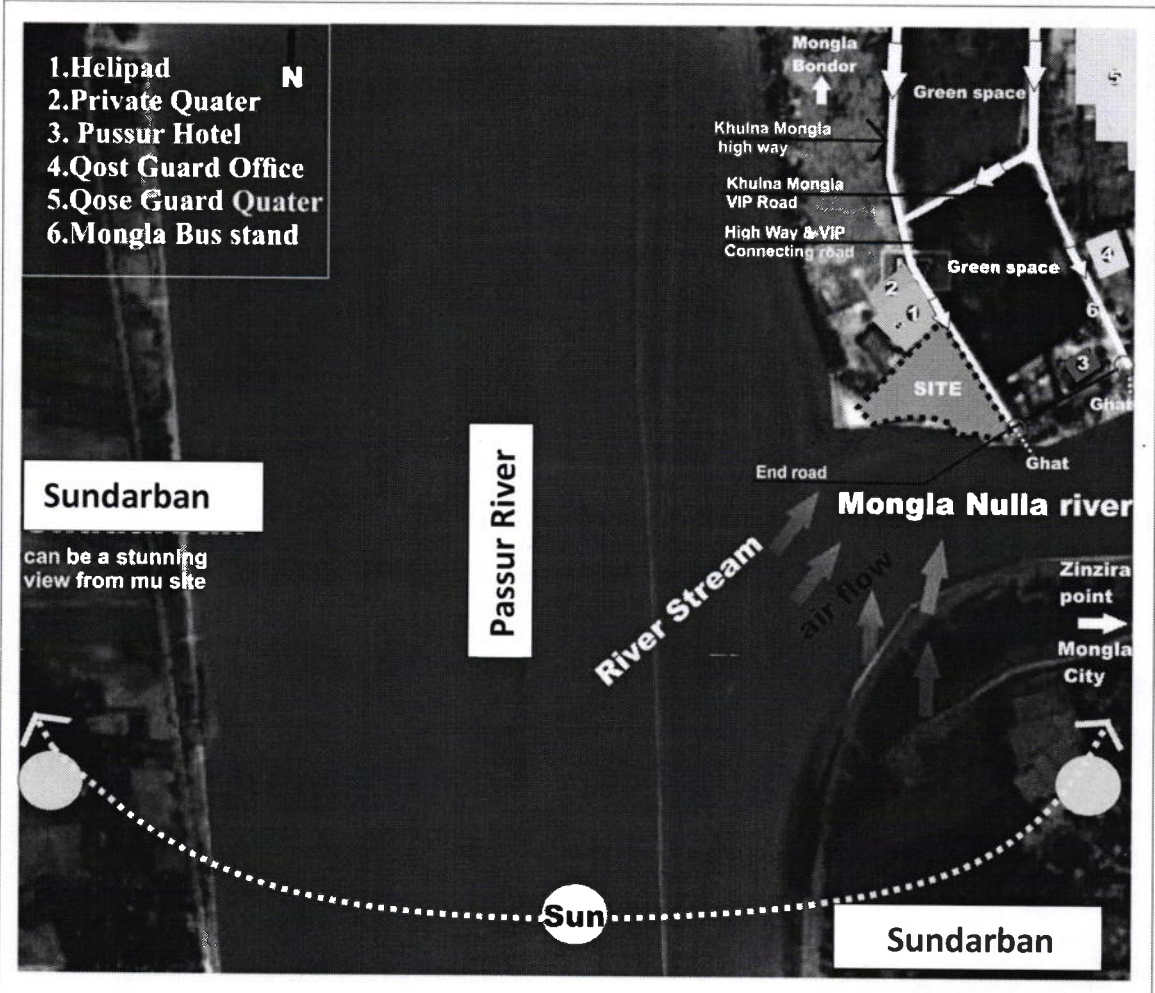 1.Helipad
2.Private Quater
3. Pussur Hotel
4.Qost Guard Office
5.Qose Guard Quater
6.Mongla Bus stand
N
Mongla
Bondor
Green space
5
Khulna Mongla
high way
Khulna Mongla
VIP Road
High Way & VIP
Connecting road
Green space
4
2
1
6
3
SITE
Ghat
Ghat
End road
Mongla Nulla river
Sundarban
can be a stunning
view from mu site
Passur River
River Stream
air flow
Zinzira
point
Mongla
City
Sun
Sundarban